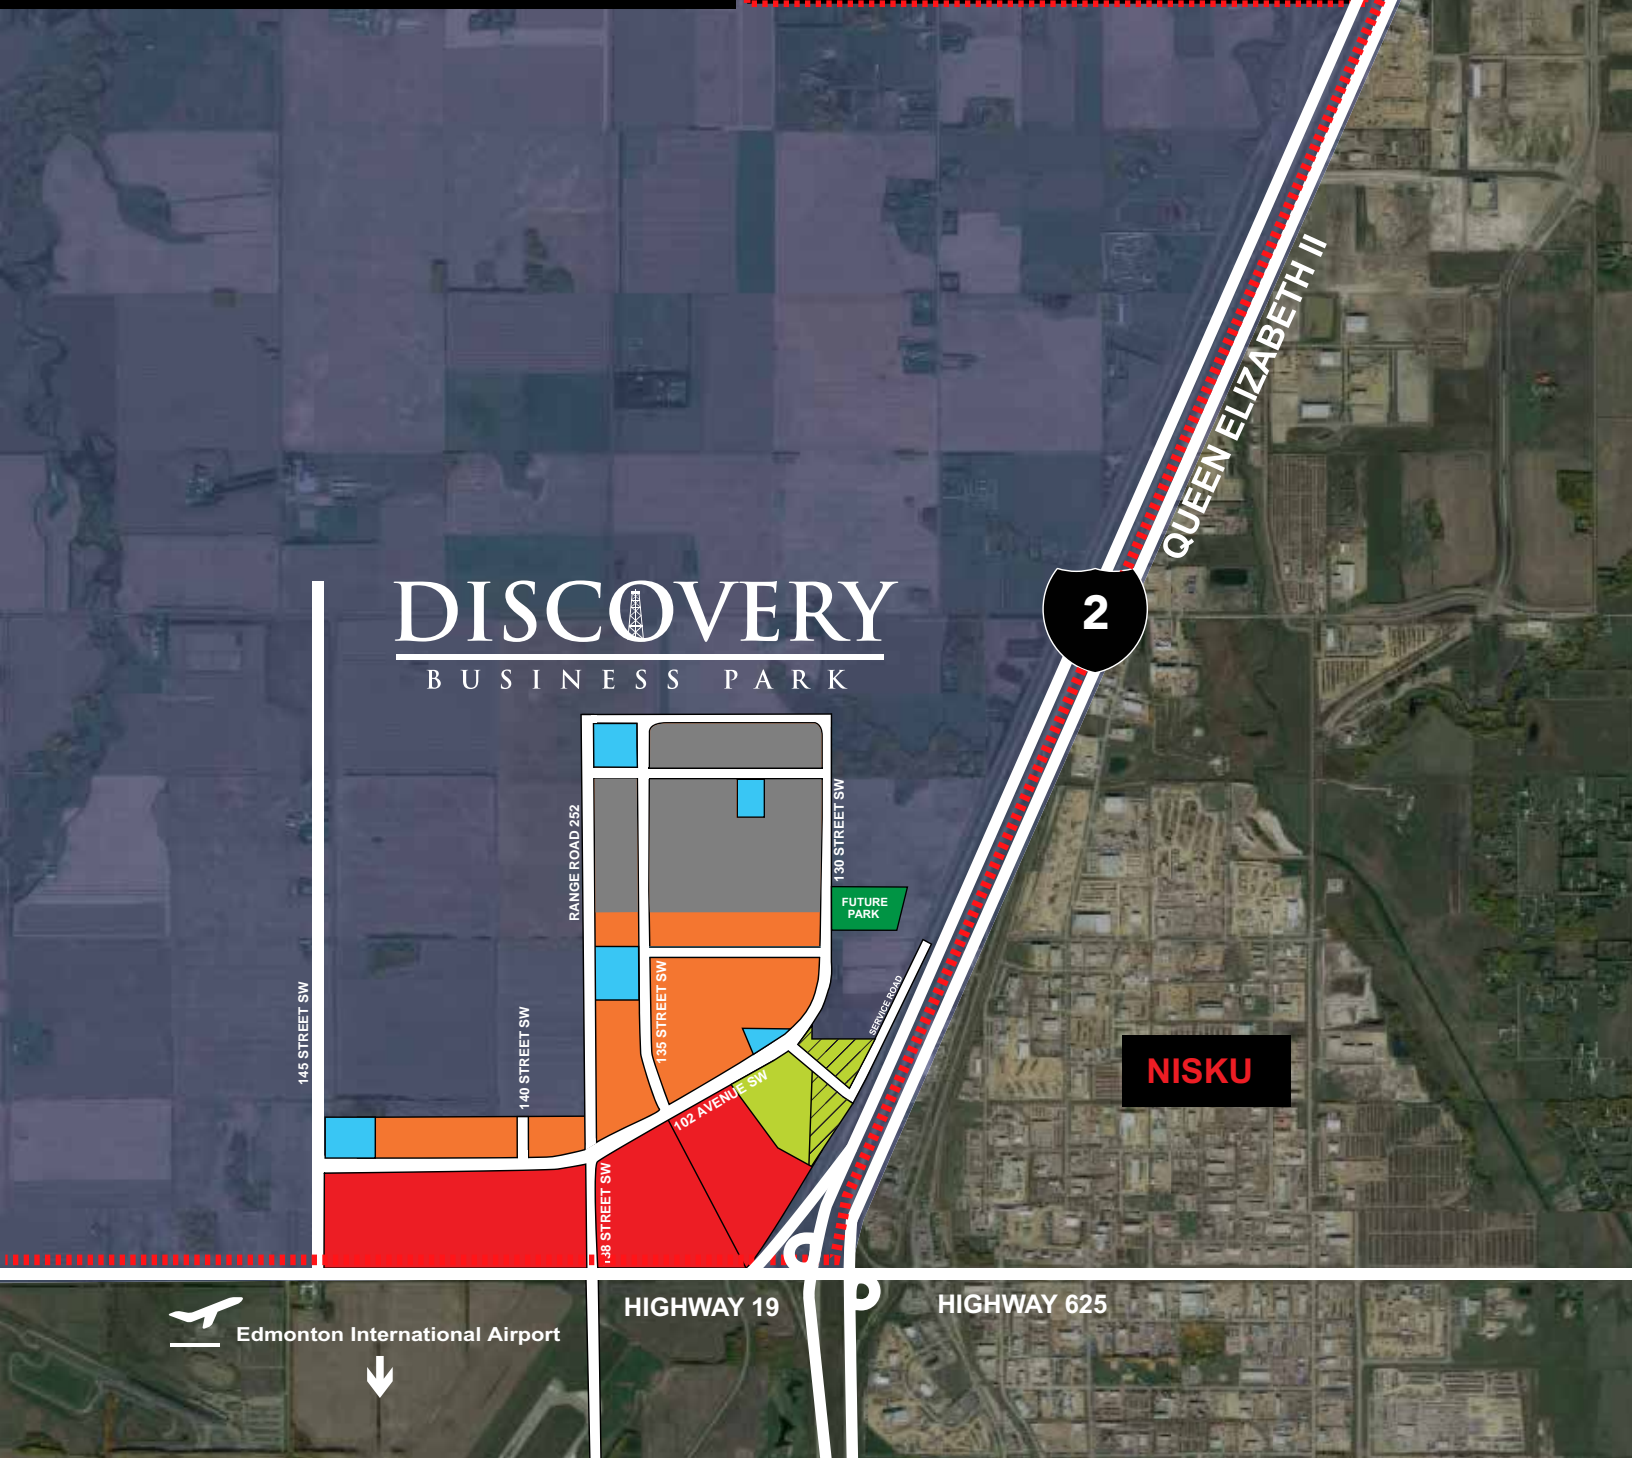 QUEEN ELIZABETH II
2
DISCOVERY
BUSINESS PARK
RANGE ROAD 252
130 STREET SW
FUTURE
PARK
SERVICE ROAD
135 STREET SW
145 STREET SW
140 STREET SW
102 AVENUE SW
138 STREET SW
NISKU
HIGHWAY 19
HIGHWAY 625
Edmonton International Airport